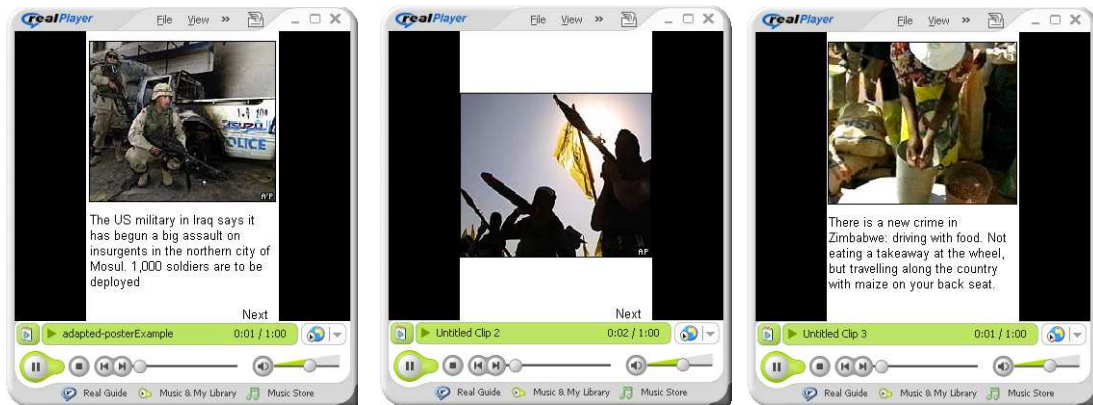 realPlayer File View »
AP
The US military in Iraq says it
has begun a big assault on
insurgents in the northern city of
Mosul. 1,000 soldiers are to be
deployed
Next
adapted-posterExample 0:01 / 1:00
Real Guide Music & My Library Music Store
realPlayer File View »
AP
Next
Untitled Clip 2 0:02 / 1:00
Real Guide Music & My Library Music Store
realPlayer File View »
There is a new crime in
Zimbabwe: driving with food. Not
eating a takeaway at the wheel,
but travelling along the country
with maize on your back seat.
Untitled Clip 3 0:01 / 1:00
Real Guide Music & My Library Music Store